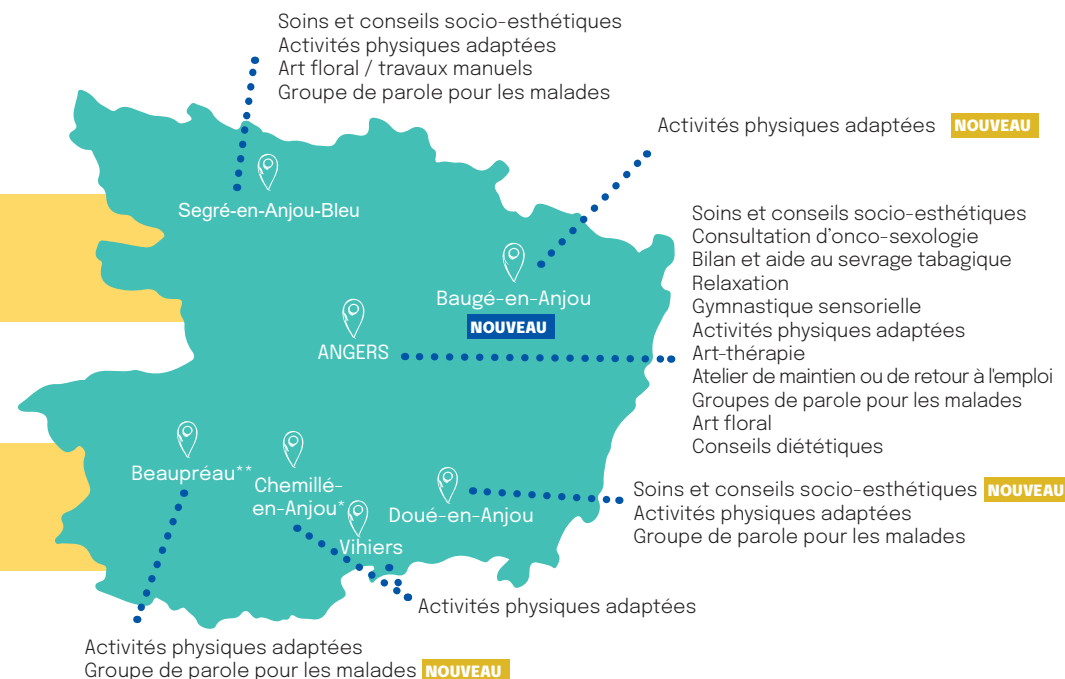 Soins et conseils socio-esthétiques
Activités physiques adaptées
Art floral / travaux manuels
Groupe de parole pour les malades
Activités physiques adaptées NOUVEAU
Segré-en-Anjou-Bleu
Soins et conseils socio-esthétiques
Consultation d'onco-sexologie
Bilan et aide au sevrage tabagique
Relaxation
Gymnastique sensorielle
Activités physiques adaptées
Art-thérapie
Atelier de maintien ou de retour à l'emploi
Groupes de parole pour les malades
Art floral
Conseils diététiques
Baugé-en-Anjou
NOUVEAU
ANGERS
Beaupréau**
Chemillé-
en-Anjou*
Vihiers
Doué-en-Anjou
Soins et conseils socio-esthétiques NOUVEAU
Activités physiques adaptées
Groupe de parole pour les malades
Activités physiques adaptées
Activités physiques adaptées
Groupe de parole pour les malades NOUVEAU